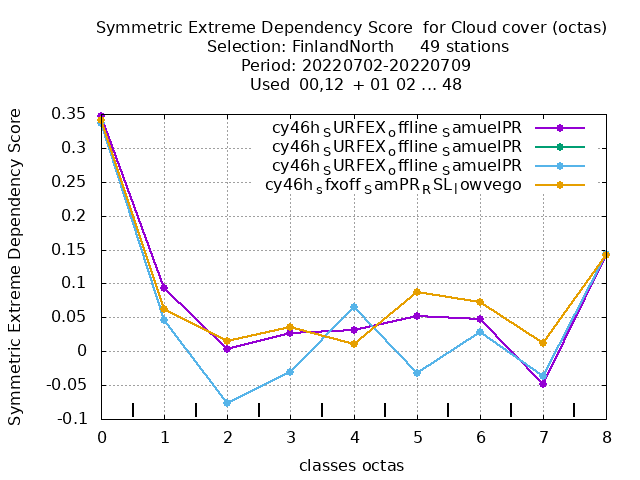 Symmetric Extreme Dependency Score for Cloud cover (octas)
Selection: FinlandNorth 49 stations
Period: 20220702-20220709
Used 00,12 + 01 02 ... 48
Symmetric Extreme Dependency Score
0.35
0.3
0.25
0.2
0.15
0.1
0.05
0
-0.05
-0.1
cy46h_SURFEX_offline_SamuelPR
cy46h_SURFEX_offline_SamuelPR
cy46h_SURFEX_offline_SamuelPR
cy46h_sfxoff_SamPR_RSL_lowvego
0 1 2 3 4 5 6 7 8
classes octas